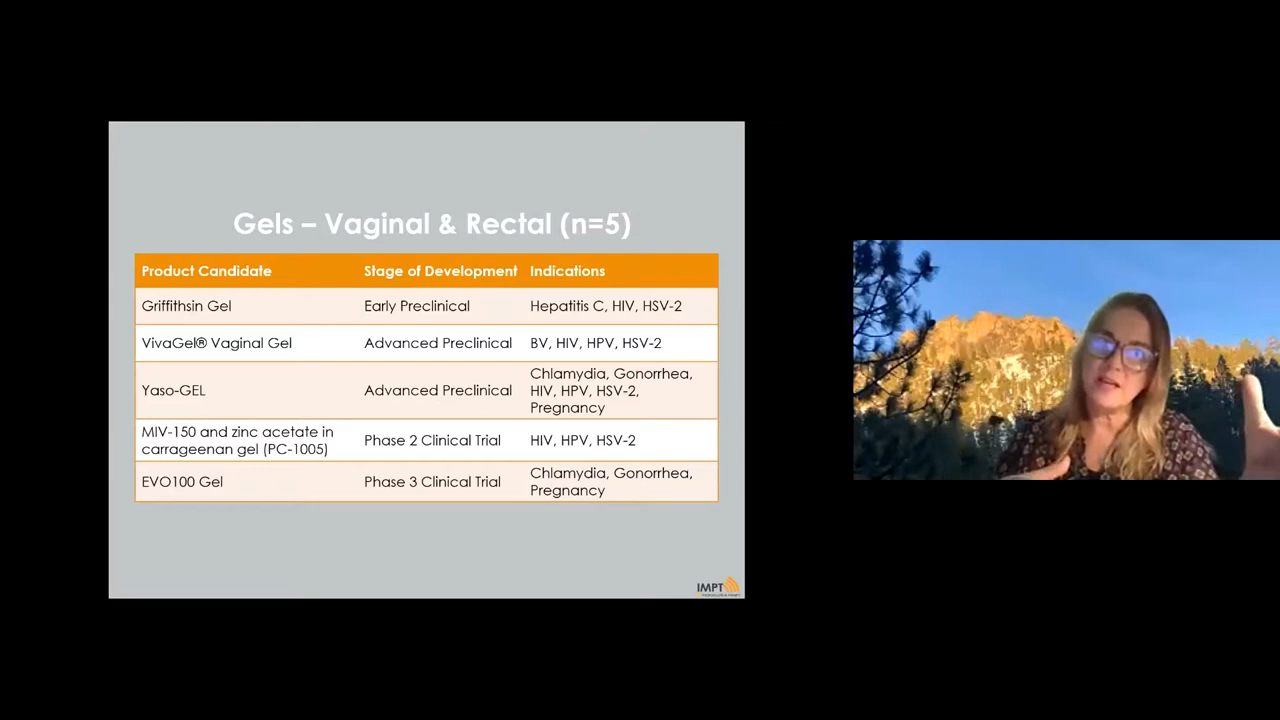 Gels – Vaginal & Rectal (n=5)
Product Candidate Stage of Development Indications
Griffithsin Gel Early Preclinical Hepatitis C, HIV, HSV-2
VivaGel® Vaginal Gel Advanced Preclinical BV, HIV, HPV, HSV-2
Yaso-GEL Advanced Preclinical Chlamydia, Gonorrhea,
HIV, HPV, HSV-2,
Pregnancy
MIV-150 and zinc acetate in
carrageenan gel (PC-1005) Phase 2 Clinical Trial HIV, HPV, HSV-2
EVO100 Gel Phase 3 Clinical Trial Chlamydia, Gonorrhea,
Pregnancy
IMPT